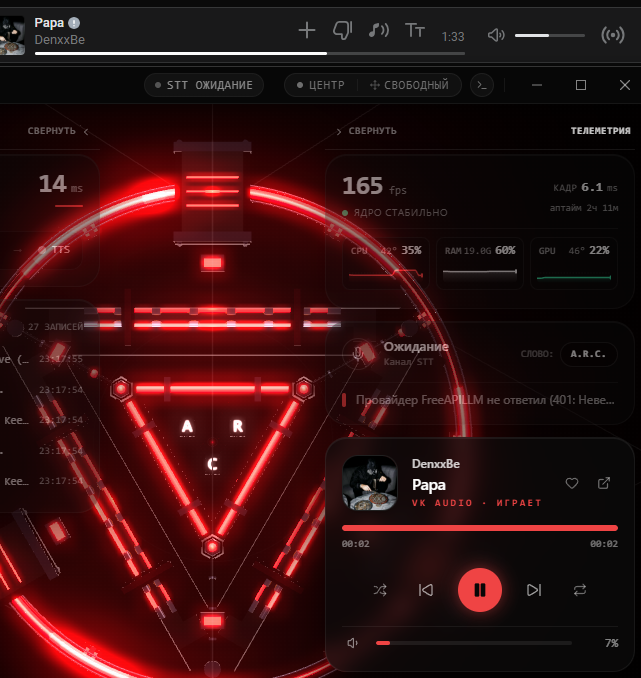 Papa
DenxxBe
1:33
STT ОЖИДАНИЕ
ЦЕНТР
СВОБОДНЫЙ
СВЕРНУТЬ
СВЕРНУТЬ
ТЕЛЕМЕТРИЯ
14 ms
TTS
165 fps
КАДР 6.1 ms
ЯДРО СТАБИЛЬНО
аптайм 2ч 11м
CPU 42° 35%
RAM 19.0G 60%
GPU 46° 22%
27 ЗАПИСЕЙ
ve (… 23:17:55
23:17:54
Кее… 23:17:54
Кее… 23:17:54
A R
C
Ожидание
Канал STT
СЛОВО: A.R.C.
Провайдер FreeAPILLM не ответил (401: Неве…
DenxxBe
Papa
VK AUDIO · ИГРАЕТ
00:02 00:02
7%